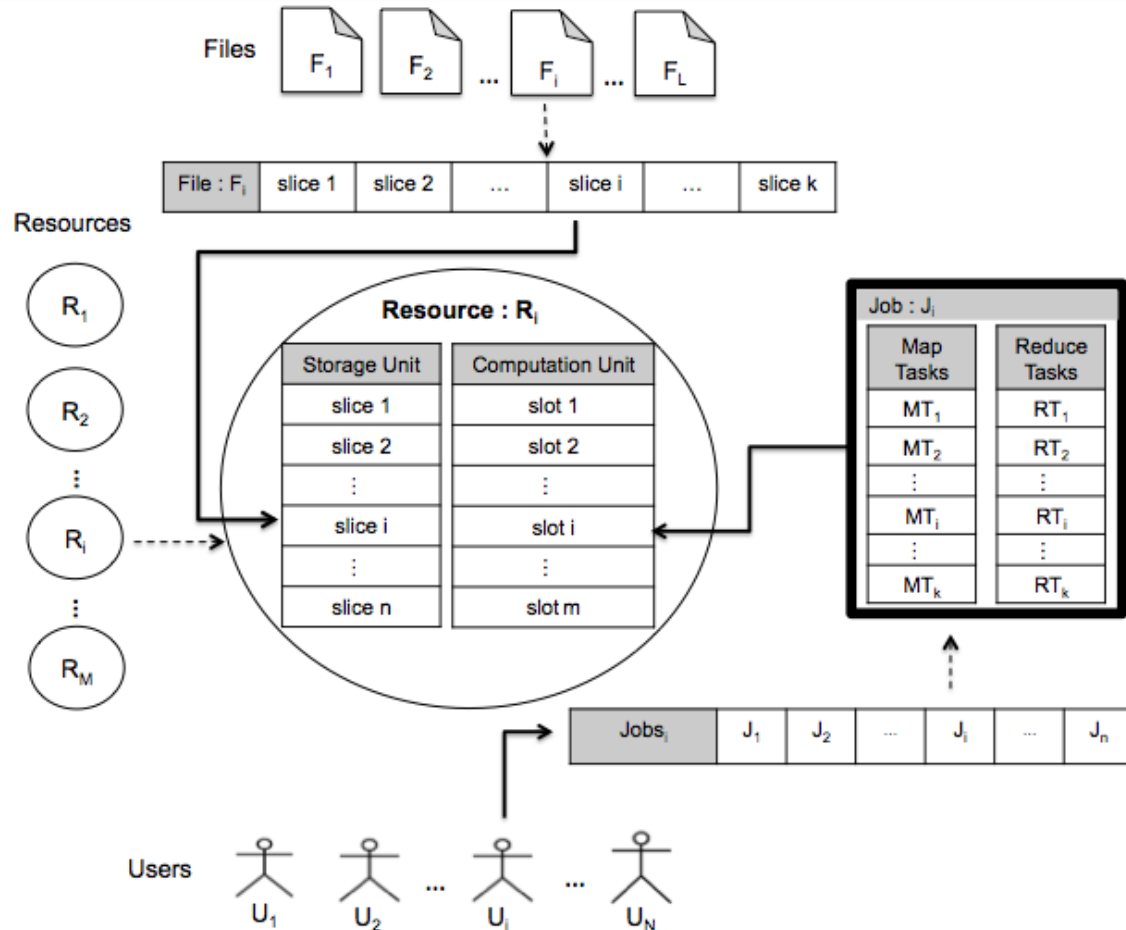 Files
F₁ F₂ ... Fᵢ ... F_L
File : Fᵢ slice 1 slice 2 ... slice i ... slice k
Resources
R₁
R₂
⋮
Rᵢ
⋮
R_M
Resource : Rᵢ
Storage Unit Computation Unit
slice 1 slot 1
slice 2 slot 2
⋮ ⋮
slice i slot i
⋮ ⋮
slice n slot m
Job : Jᵢ
Map Reduce
Tasks Tasks
MT₁ RT₁
MT₂ RT₂
⋮ ⋮
MTᵢ RTᵢ
⋮ ⋮
MTₖ RTₖ
Jobsᵢ J₁ J₂ ... Jᵢ ... Jₙ
Users
U₁ U₂ ... Uᵢ ... U_N